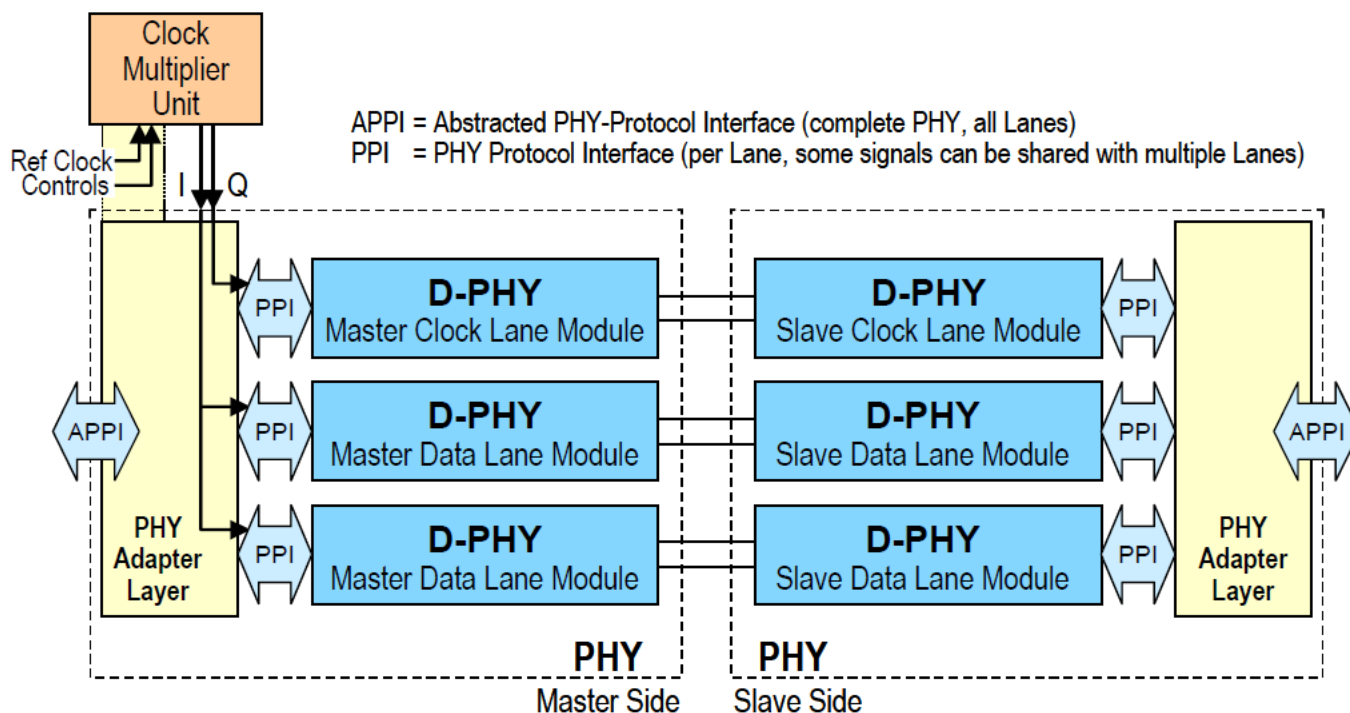 Clock
Multiplier
Unit
APPI = Abstracted PHY-Protocol Interface (complete PHY, all Lanes)
PPI = PHY Protocol Interface (per Lane, some signals can be shared with multiple Lanes)
Ref Clock
Controls
I
Q
PPI
D-PHY
Master Clock Lane Module
D-PHY
Slave Clock Lane Module
PPI
APPI
PPI
D-PHY
Master Data Lane Module
D-PHY
Slave Data Lane Module
PPI
APPI
PHY
Adapter
Layer
PPI
D-PHY
Master Data Lane Module
D-PHY
Slave Data Lane Module
PPI
PHY
Adapter
Layer
PHY
Master Side
PHY
Slave Side